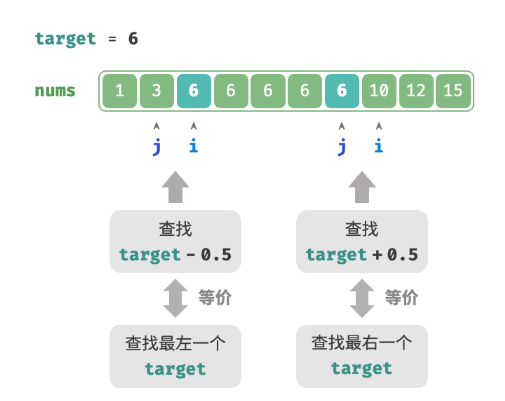 target = 6
nums 1 3 6 6 6 6 6 10 12 15
j i j i
查找 查找
target - 0.5 target + 0.5
等价 等价
查找最左一个 查找最右一个
target target